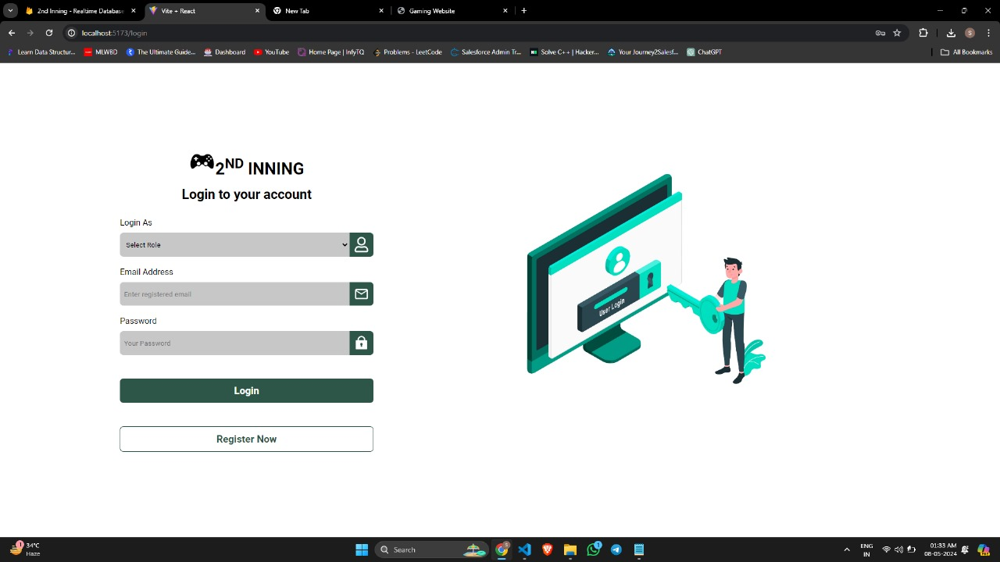 2nd Inning - Realtime Database
Vite + React
New Tab
Gaming Website
localhost:5173/login
Learn Data Structur...
MLWBD
The Ultimate Guide...
Dashboard
YouTube
Home Page | InfyTQ
Problems - LeetCode
Salesforce Admin Tr...
Solve C++ | Hacker...
Your Journey2Salesf...
ChatGPT
All Bookmarks
2ND INNING
Login to your account
Login As
Select Role
Email Address
Enter registered email
Password
Your Password
Login
Register Now
User Login
1
34°C
Haze
Search
S
1
ENG
IN
01:33 AM
08-05-2024